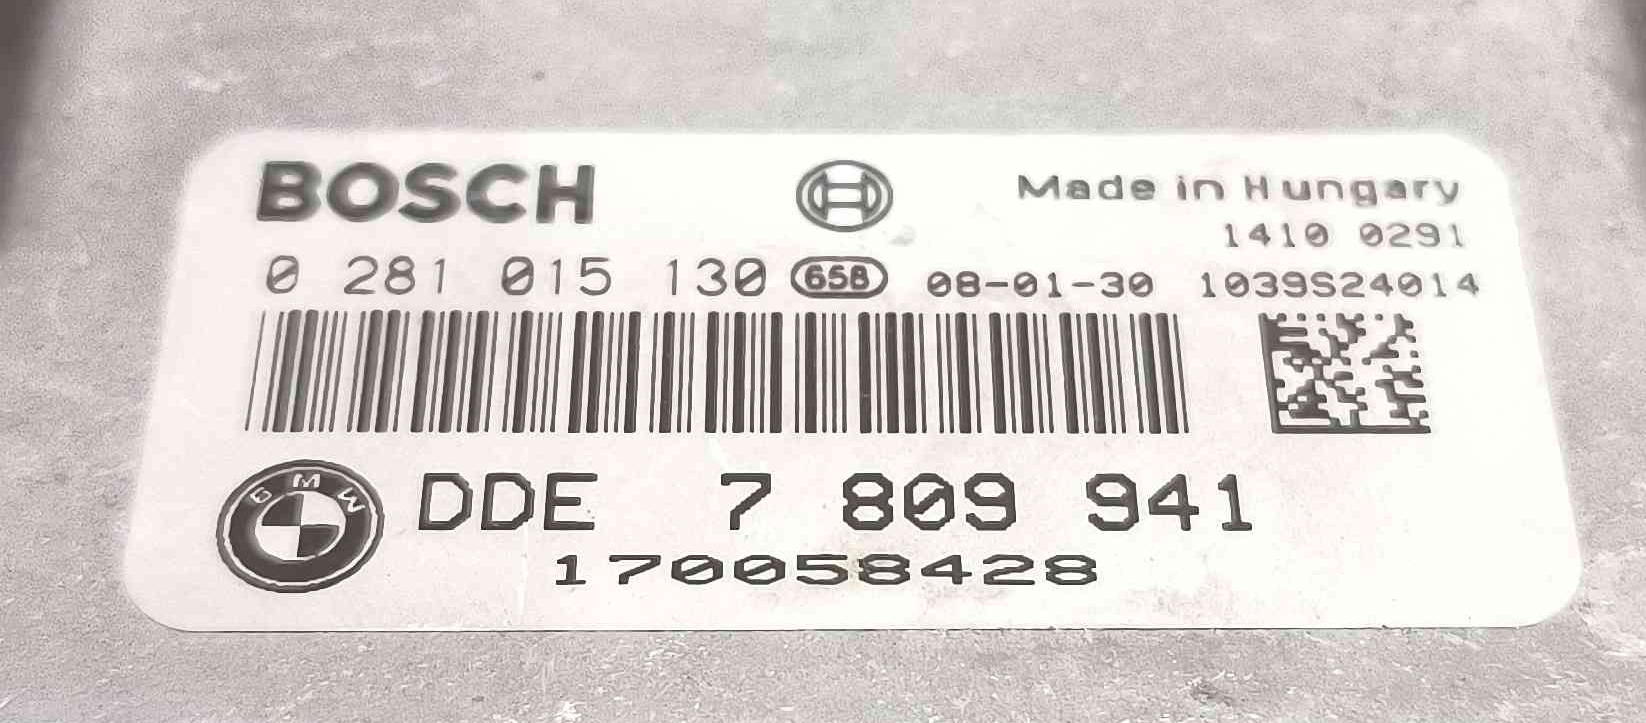 BOSCH
Made in Hungary
1410 0291
0 281 015 130 658 08-01-30 1039S24014
BMW
DDE 7 809 941
170058428